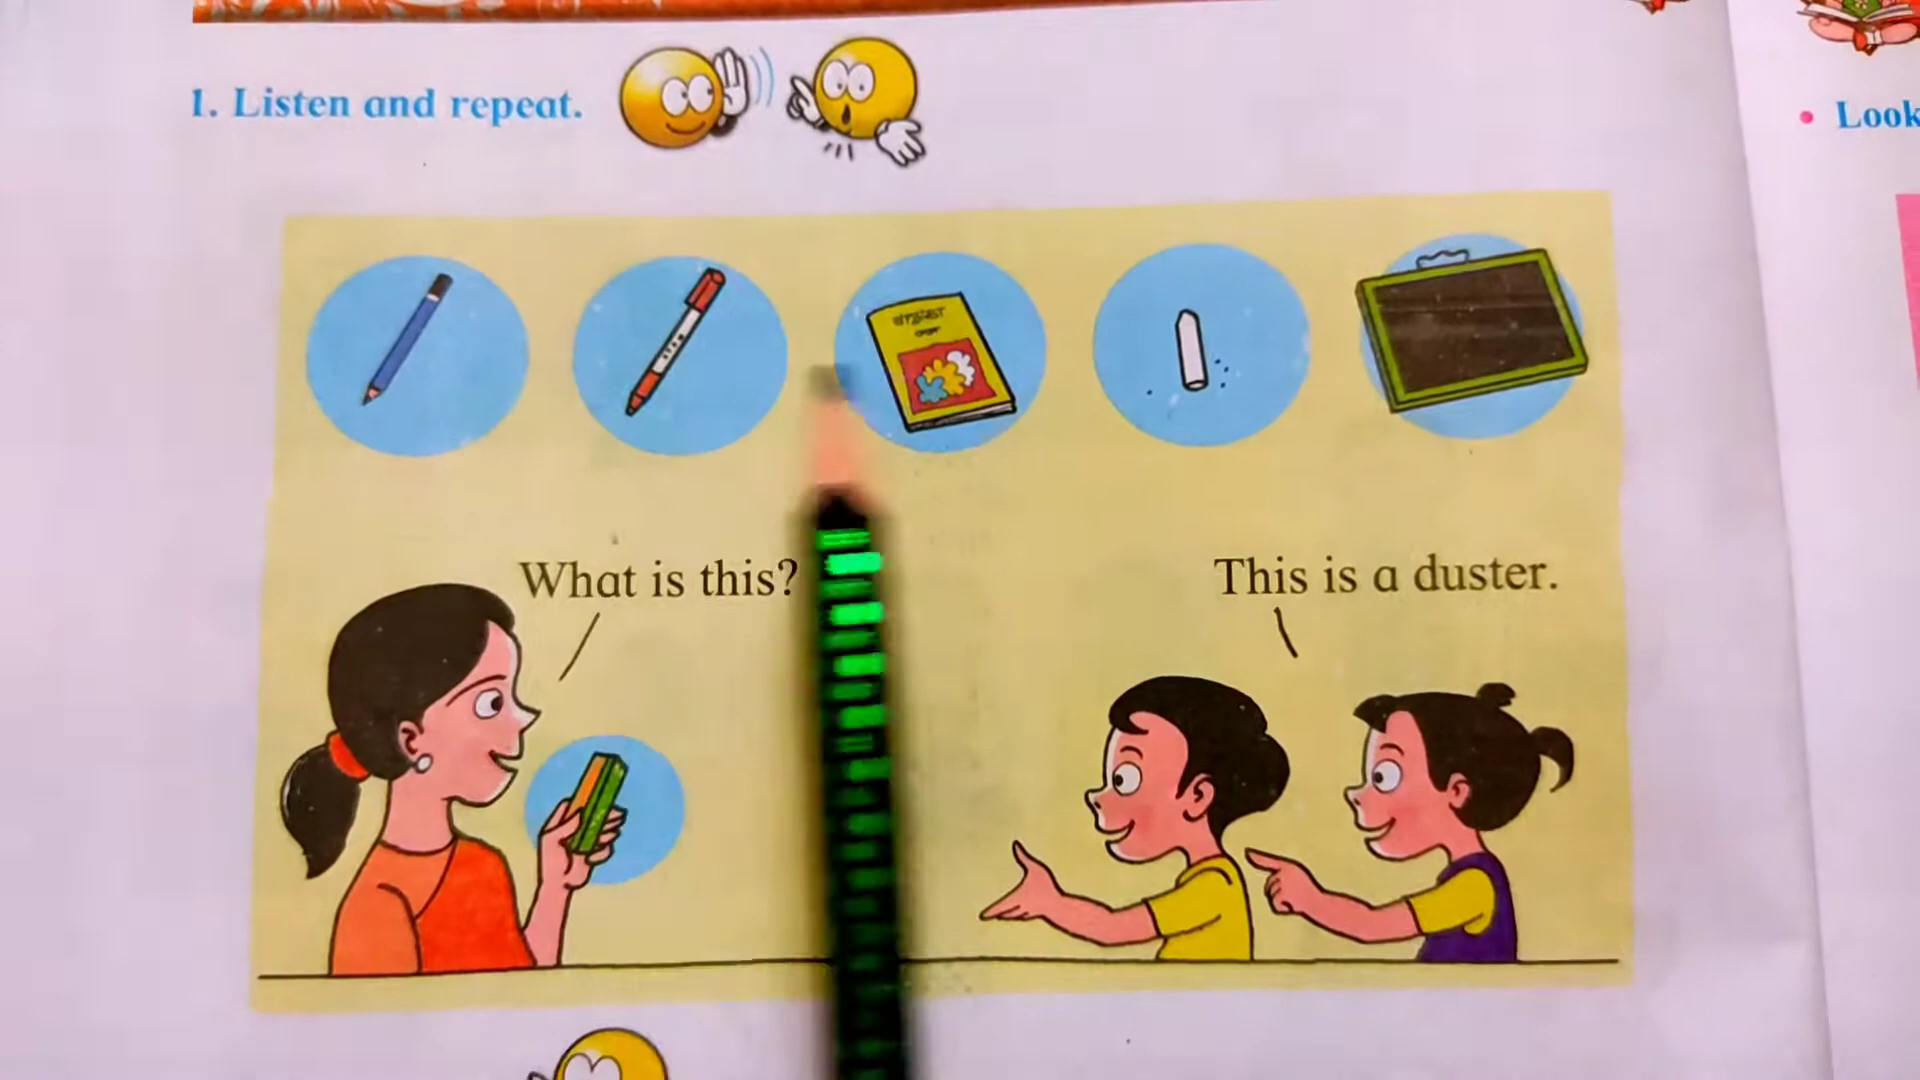 1. Listen and repeat.
• Look
What is this?
This is a duster.